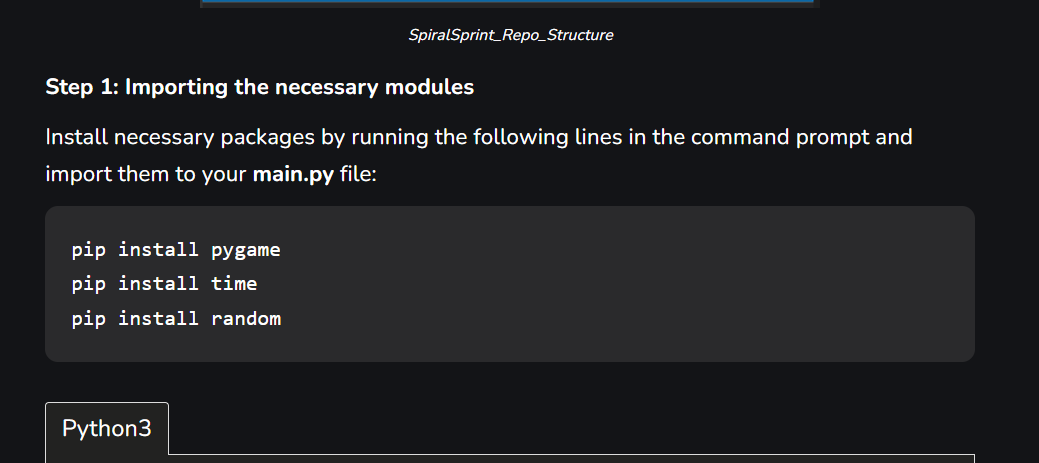 SpiralSprint_Repo_Structure
Step 1: Importing the necessary modules
Install necessary packages by running the following lines in the command prompt and
import them to your main.py file:
pip install pygame
pip install time
pip install random
Python3